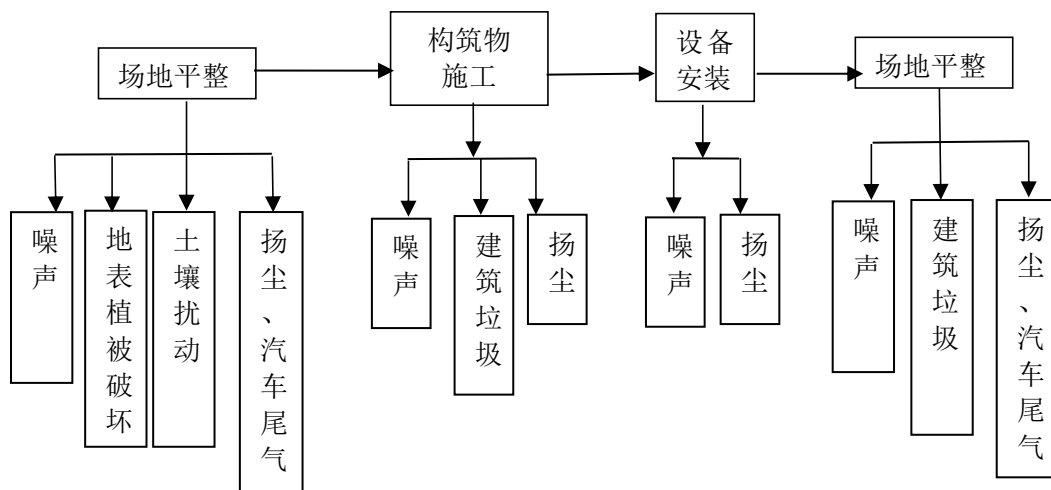 场地平整
构筑物
施工
设备
安装
场地平整
噪声
地表植被破坏
土壤扰动
扬尘、汽车尾气
噪声
建筑垃圾
扬尘
噪声
扬尘
噪声
建筑垃圾
扬尘、汽车尾气